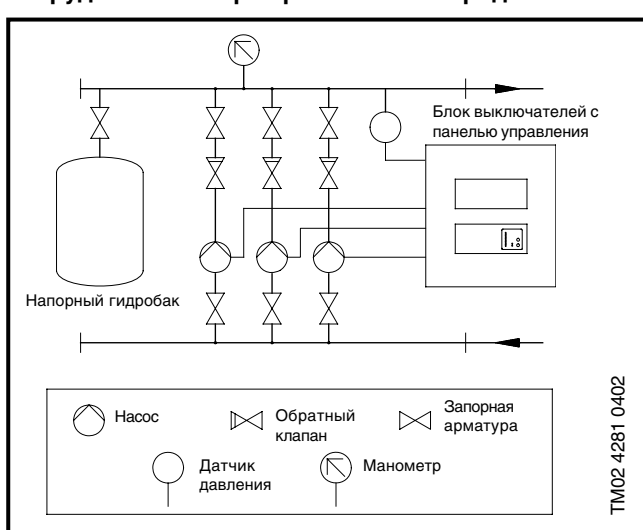 Блок выключателей с
панелью управления
Напорный гидробак
Насос
Обратный
клапан
Запорная
арматура
Датчик
давления
Манометр
TM02 4281 0402